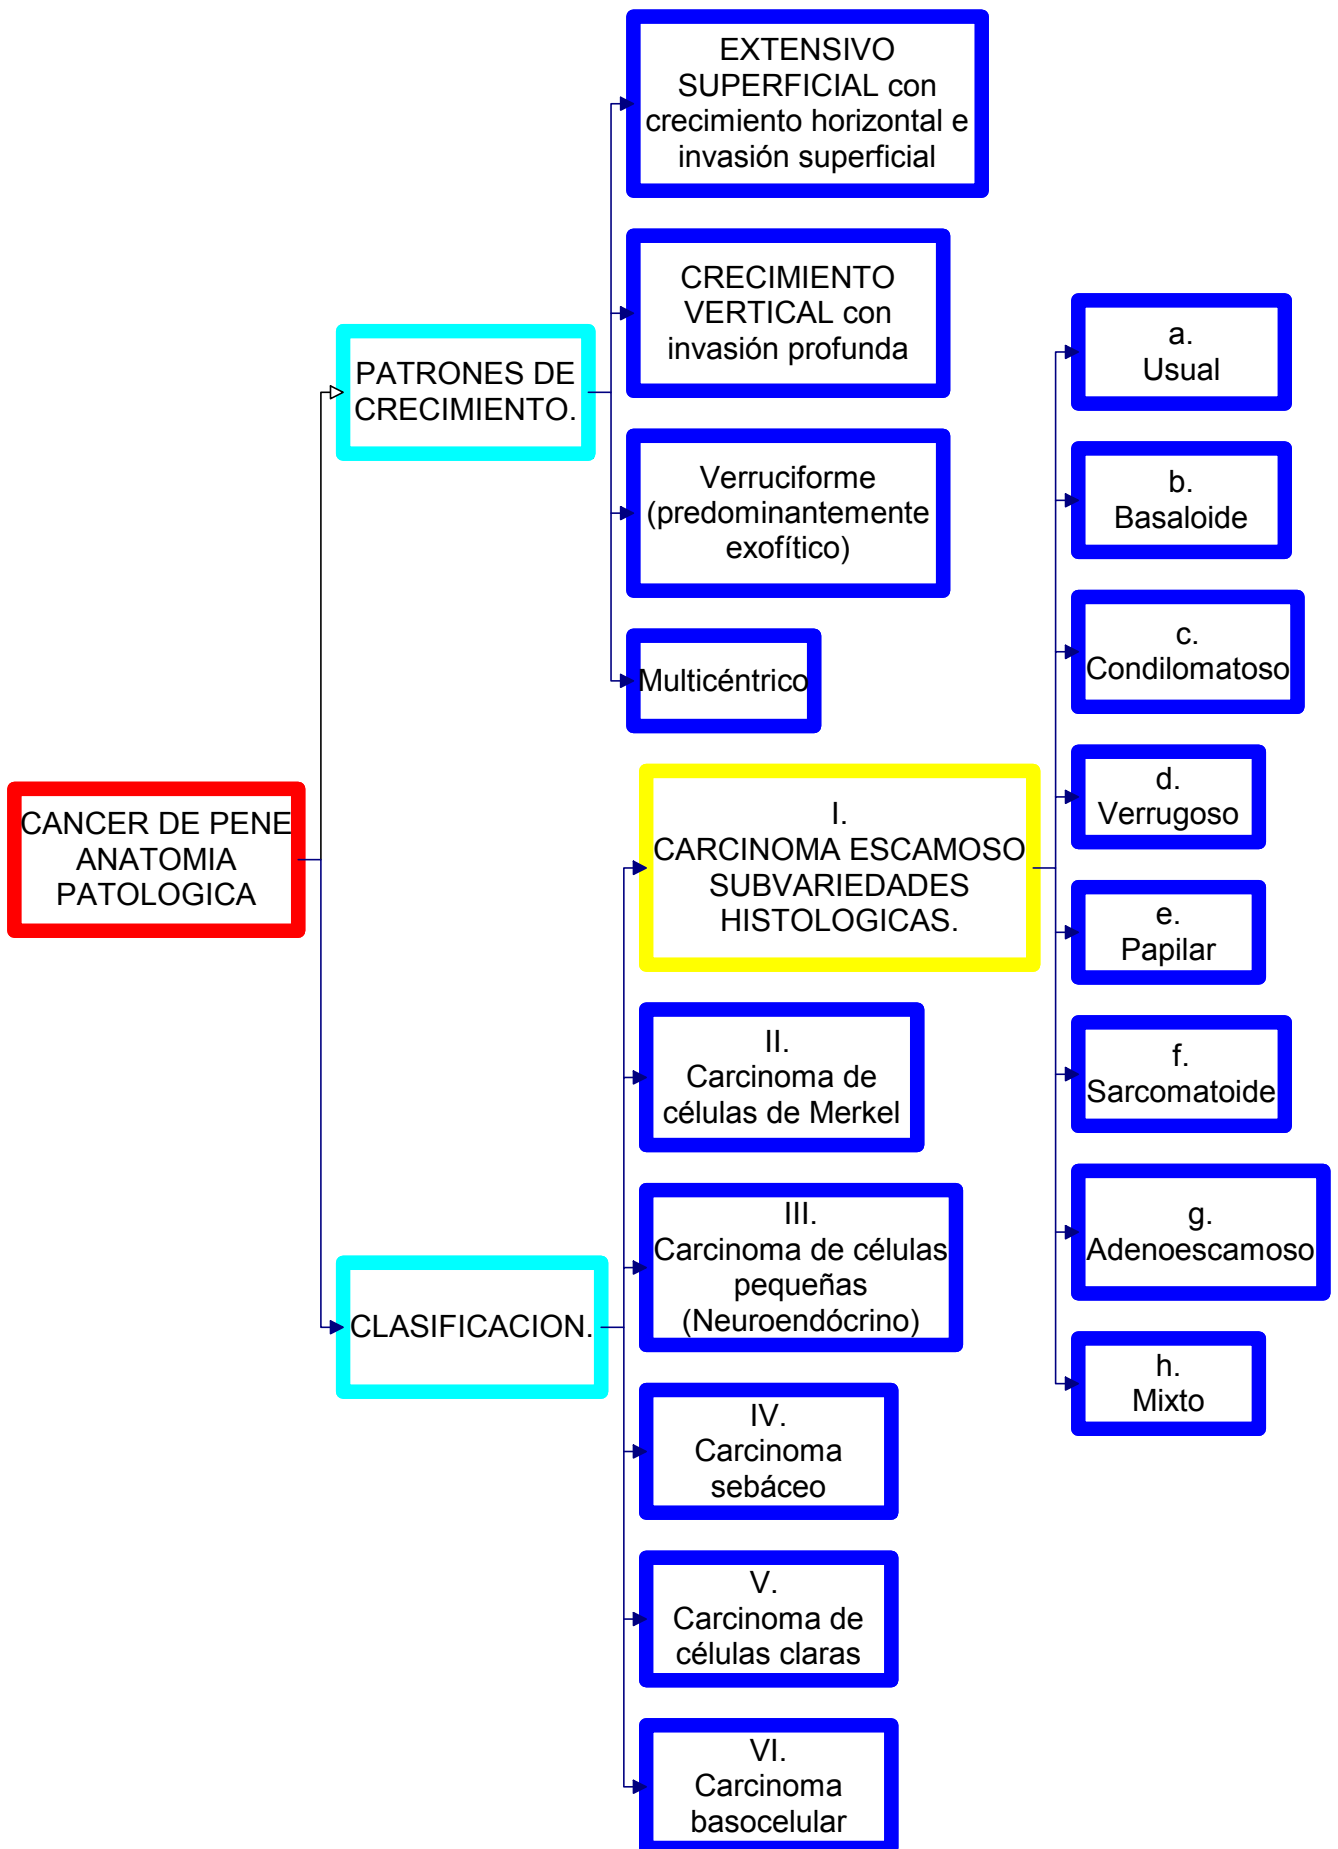 CANCER DE PENE
ANATOMIA
PATOLOGICA
PATRONES DE
CRECIMIENTO.
EXTENSIVO
SUPERFICIAL con
crecimiento horizontal e
invasión superficial
CRECIMIENTO
VERTICAL con
invasión profunda
Verruciforme
(predominantemente
exofítico)
Multicéntrico
CLASIFICACION.
I.
CARCINOMA ESCAMOSO
SUBVARIEDADES
HISTOLOGICAS.
a.
Usual
b.
Basaloide
c.
Condilomatoso
d.
Verrugoso
e.
Papilar
f.
Sarcomatoide
g.
Adenoescamoso
h.
Mixto
II.
Carcinoma de
células de Merkel
III.
Carcinoma de células
pequeñas
(Neuroendócrino)
IV.
Carcinoma
sebáceo
V.
Carcinoma de
células claras
VI.
Carcinoma
basocelular